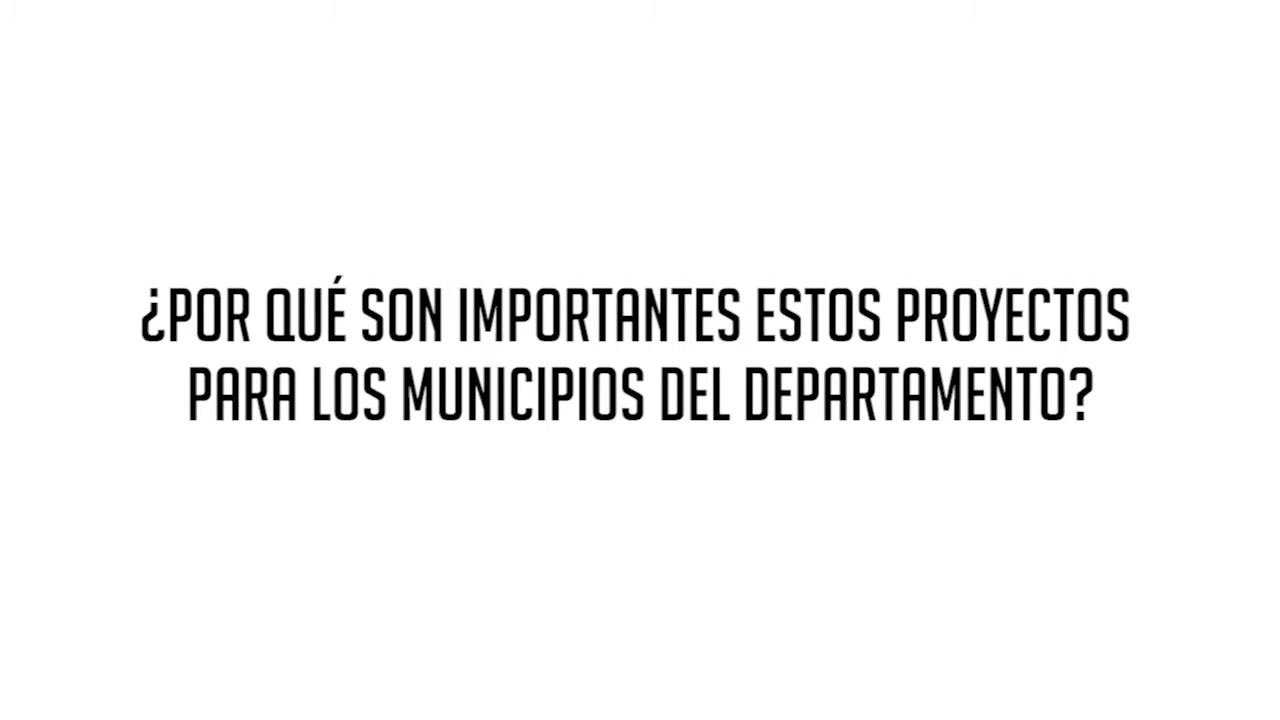 ¿POR QUÉ SON IMPORTANTES ESTOS PROYECTOS
PARA LOS MUNICIPIOS DEL DEPARTAMENTO?